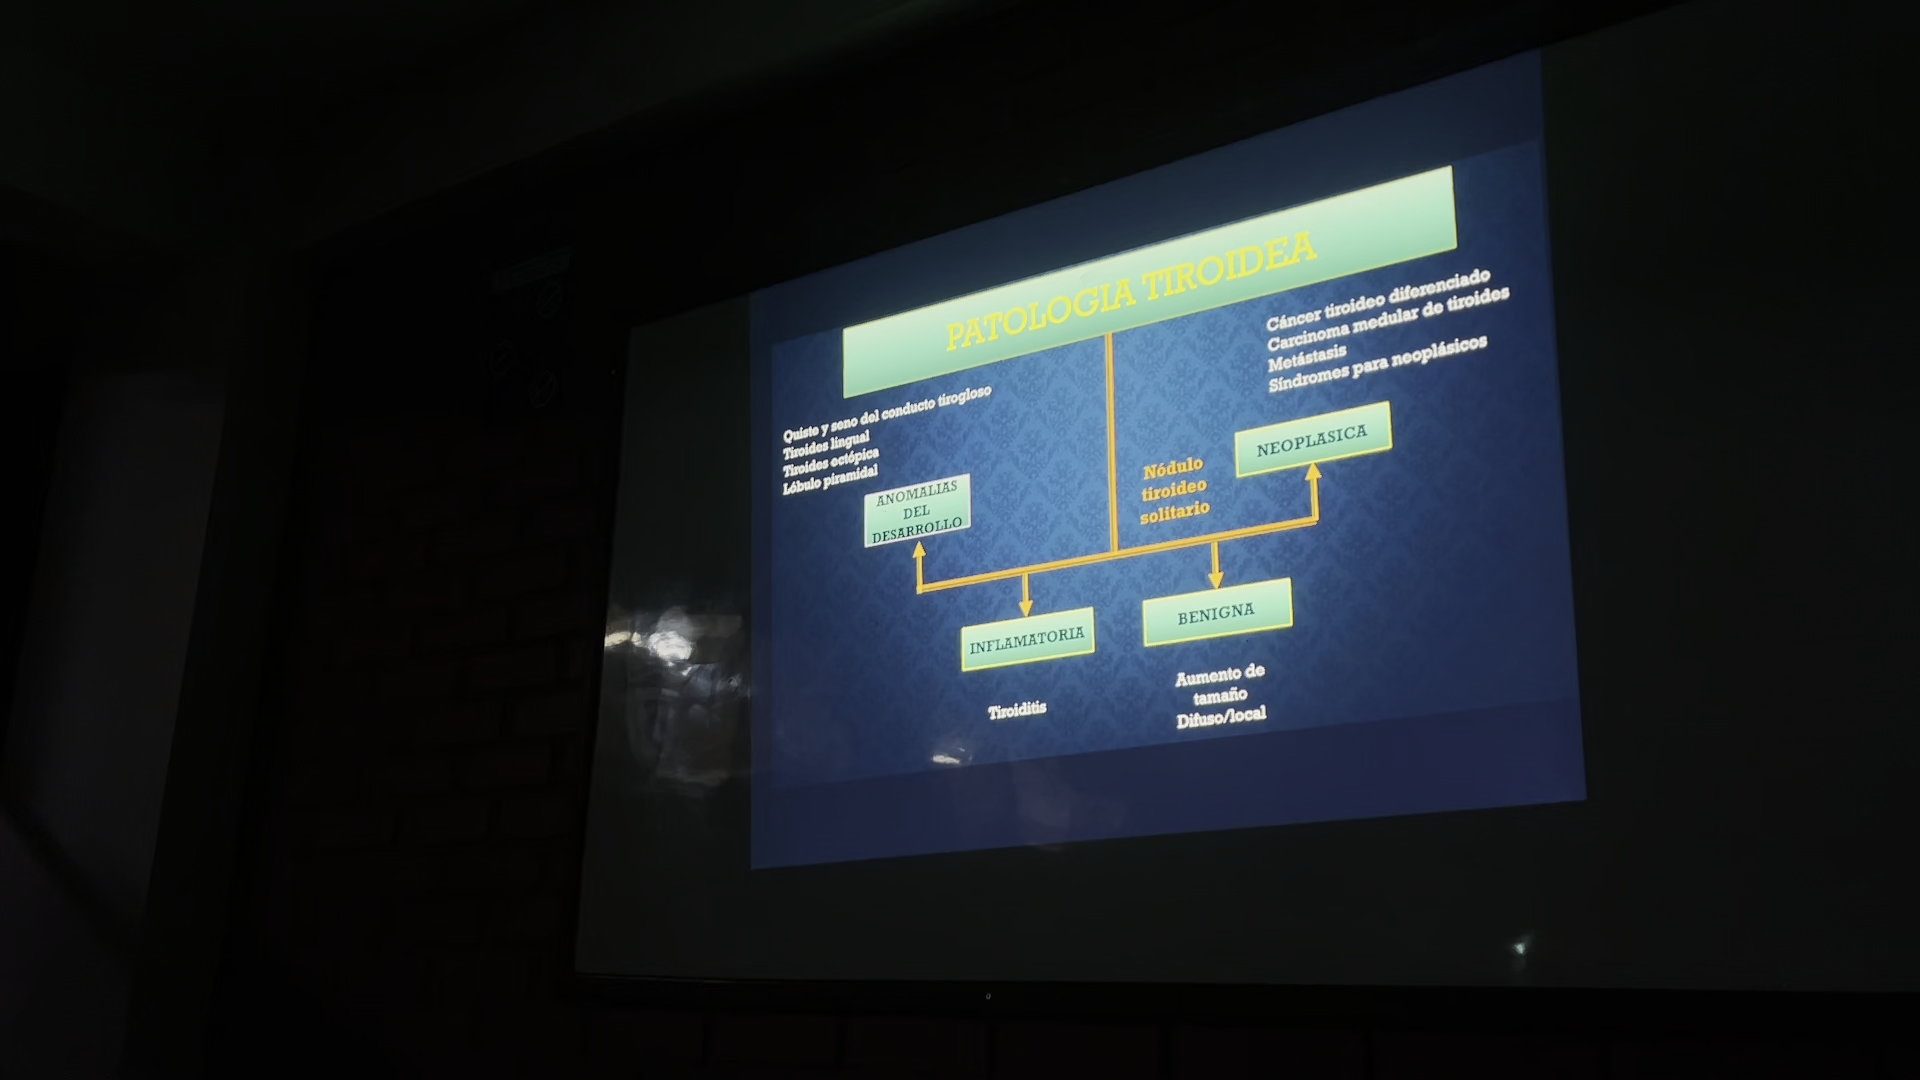 PATOLOGIA TIROIDEA
Quiste y seno del conducto tirogloso
Tiroides lingual
Tiroides ectópica
Lóbulo piramidal
ANOMALIAS
DEL
DESARROLLO
INFLAMATORIA
Tiroiditis
Nódulo
tiroideo
solitario
BENIGNA
Aumento de
tamaño
Difuso/local
Cáncer tiroideo diferenciado
Carcinoma medular de tiroides
Metástasis
Síndromes para neoplásicos
NEOPLASICA